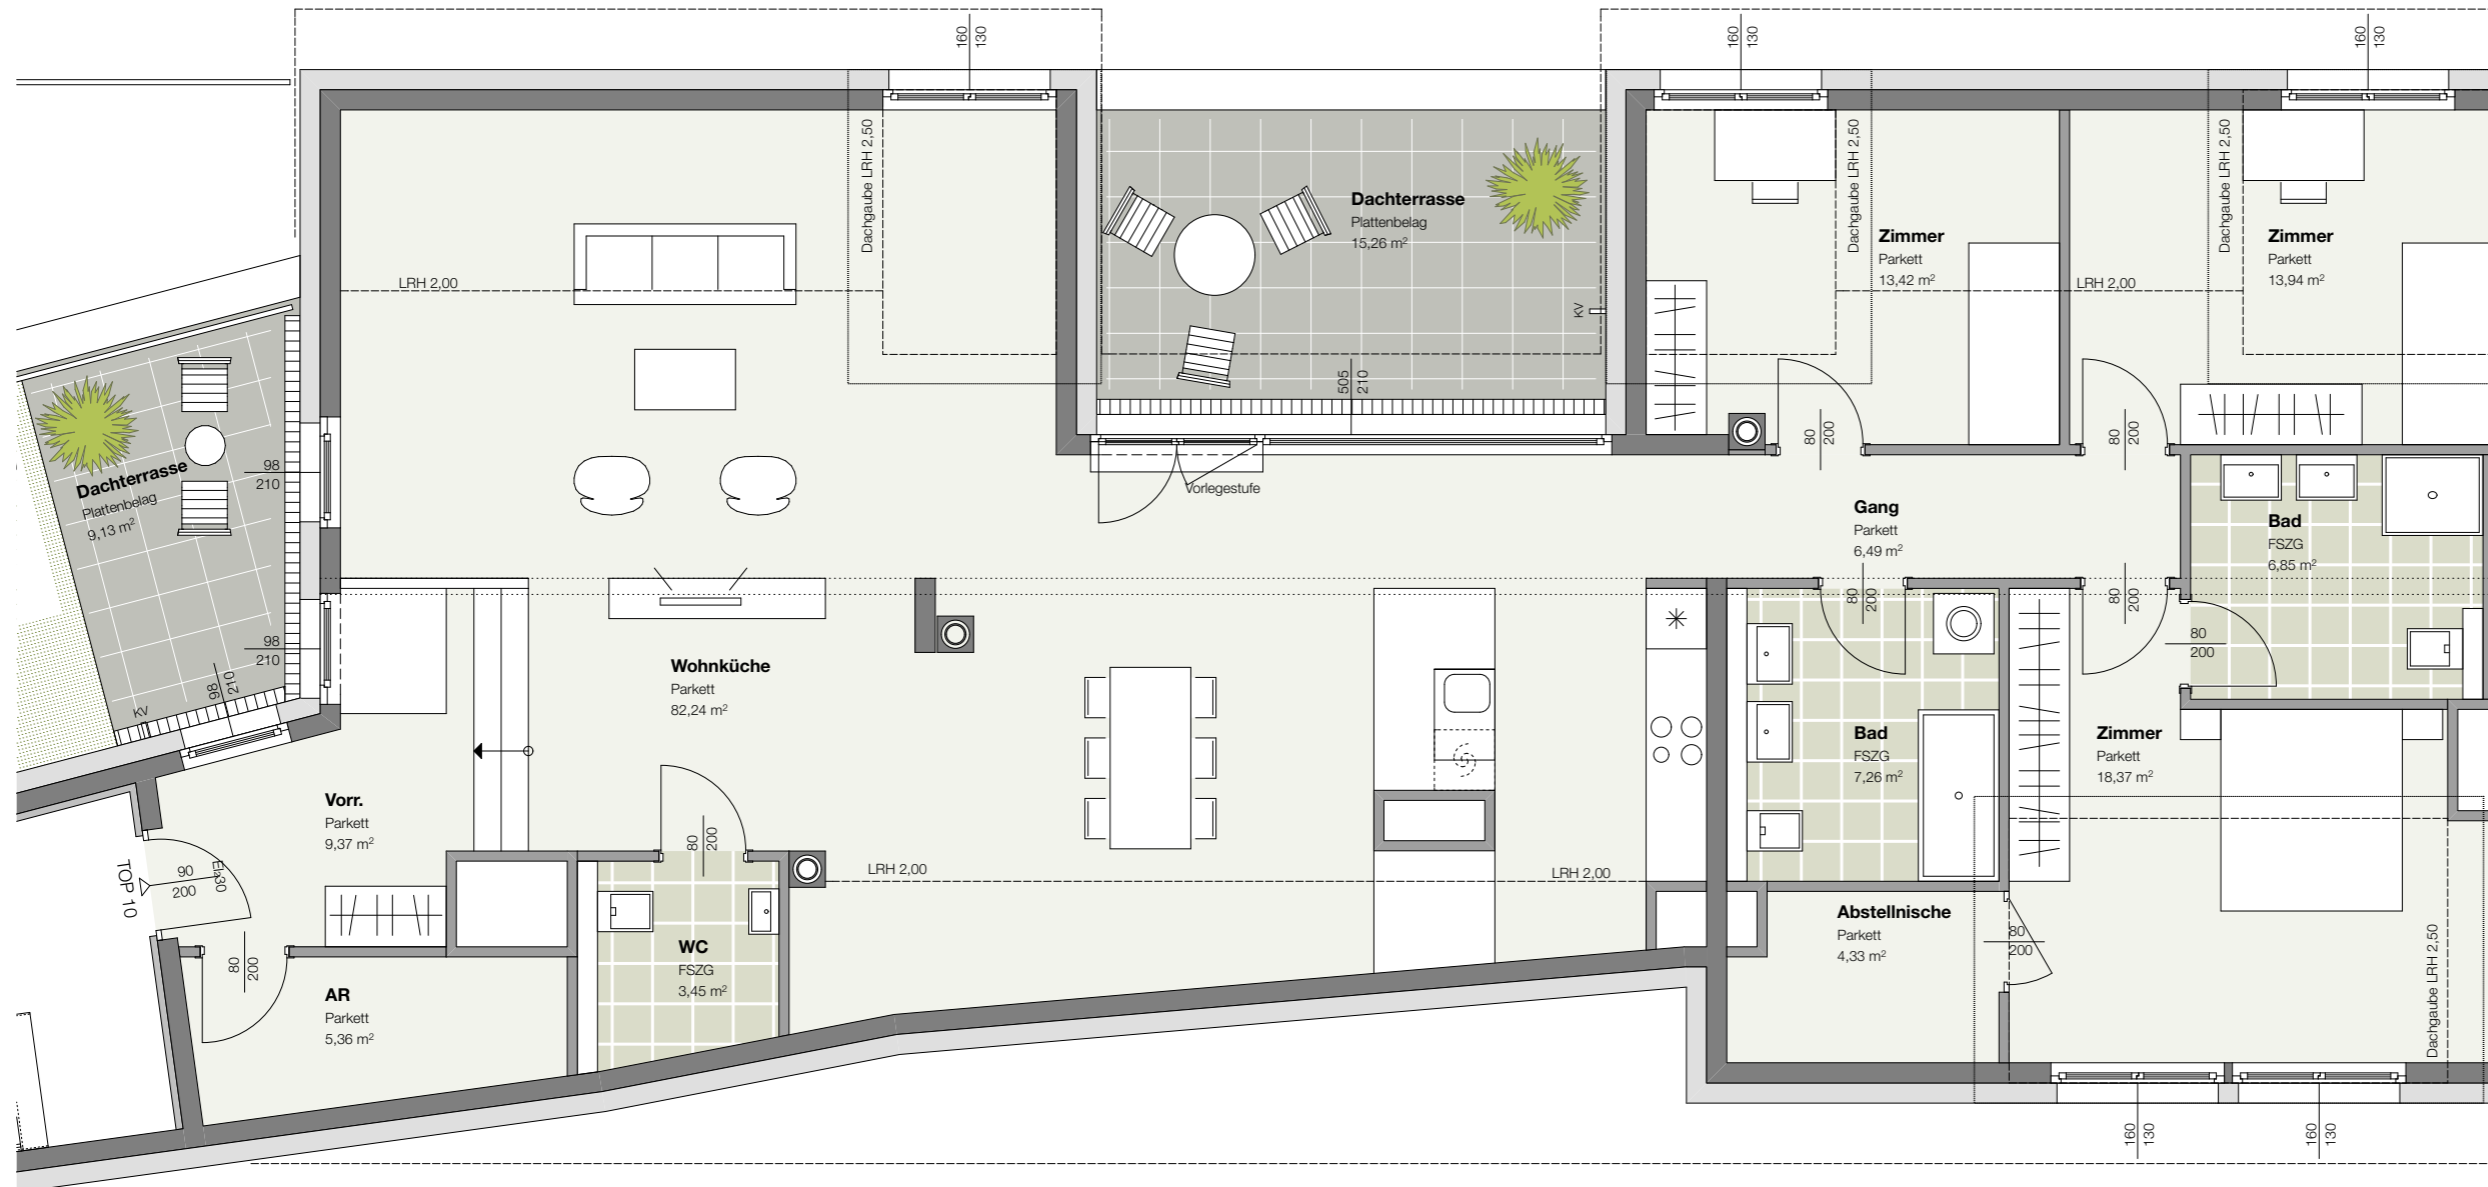 160
130
160
130
160
130
Dachgaube LRH 2,50
Dachterrasse
Plattenbelag
15,26 m²
Dachgaube LRH 2,50
Zimmer
Parkett
13,42 m²
Dachgaube LRH 2,50
Zimmer
Parkett
13,94 m²
LRH 2,00
LRH 2,00
KV
505
210
80
200
80
200
Dachterrasse
Plattenbelag
9,13 m²
98
210
Vorlegestufe
Gang
Parkett
6,49 m²
Bad
FSZG
6,85 m²
80
200
80
200
98
210
98
210
KV
80
200
Wohnküche
Parkett
82,24 m²
Bad
FSZG
7,26 m²
Zimmer
Parkett
18,37 m²
Vorr.
Parkett
9,37 m²
TOP 10
90
200
EI₂30
80
200
LRH 2,00
LRH 2,00
Abstellnische
Parkett
4,33 m²
80
200
WC
FSZG
3,45 m²
80
200
AR
Parkett
5,36 m²
Dachgaube LRH 2,50
160
130
160
130